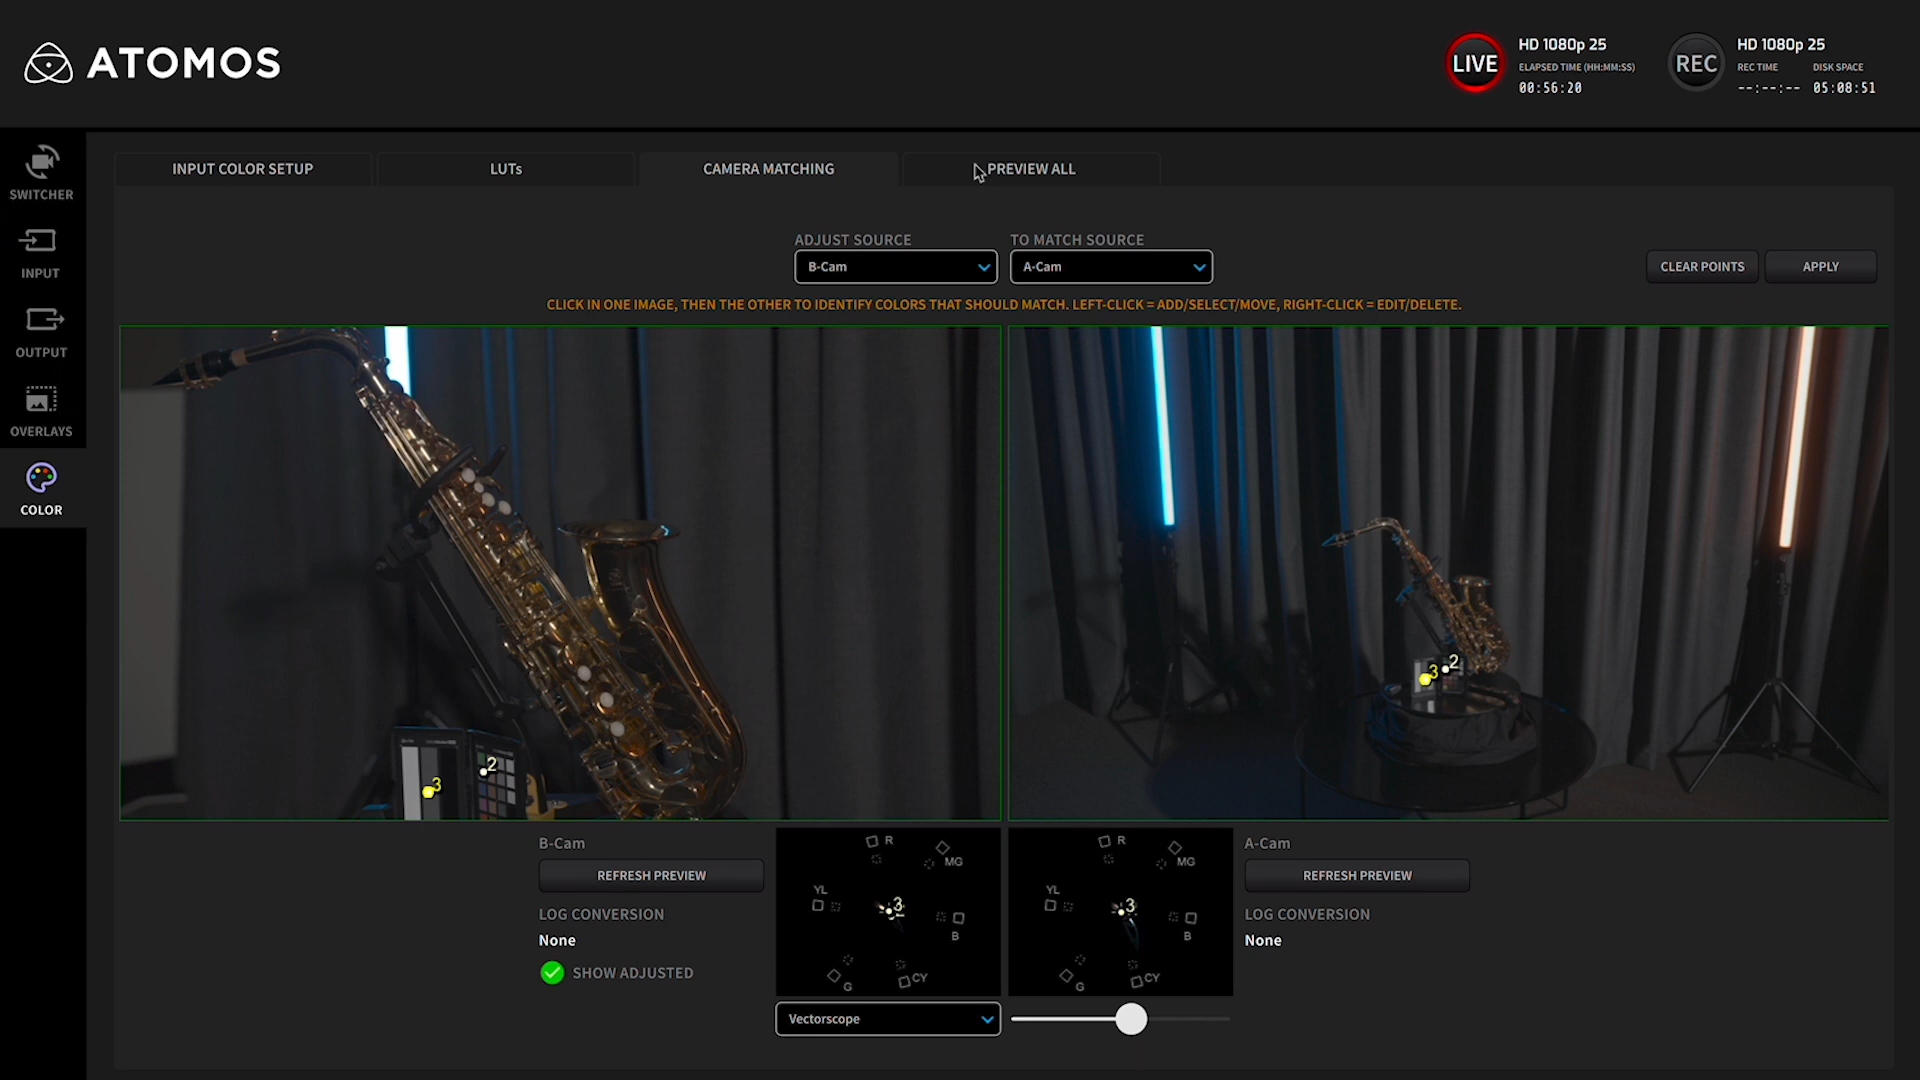 ATOMOS
LIVE
HD 1080p 25
ELAPSED TIME (HH:MM:SS)
00:56:20
REC
HD 1080p 25
REC TIME
DISK SPACE
--:--:--
05:08:51
SWITCHER
INPUT
OUTPUT
OVERLAYS
COLOR
INPUT COLOR SETUP
LUTs
CAMERA MATCHING
PREVIEW ALL
ADJUST SOURCE
B-Cam
TO MATCH SOURCE
A-Cam
CLEAR POINTS
APPLY
CLICK IN ONE IMAGE, THEN THE OTHER TO IDENTIFY COLORS THAT SHOULD MATCH. LEFT-CLICK = ADD/SELECT/MOVE, RIGHT-CLICK = EDIT/DELETE.
2
3
2
3
B-Cam
REFRESH PREVIEW
LOG CONVERSION
None
SHOW ADJUSTED
R
MG
YL
3
B
G
CY
R
MG
YL
3
B
G
CY
Vectorscope
A-Cam
REFRESH PREVIEW
LOG CONVERSION
None